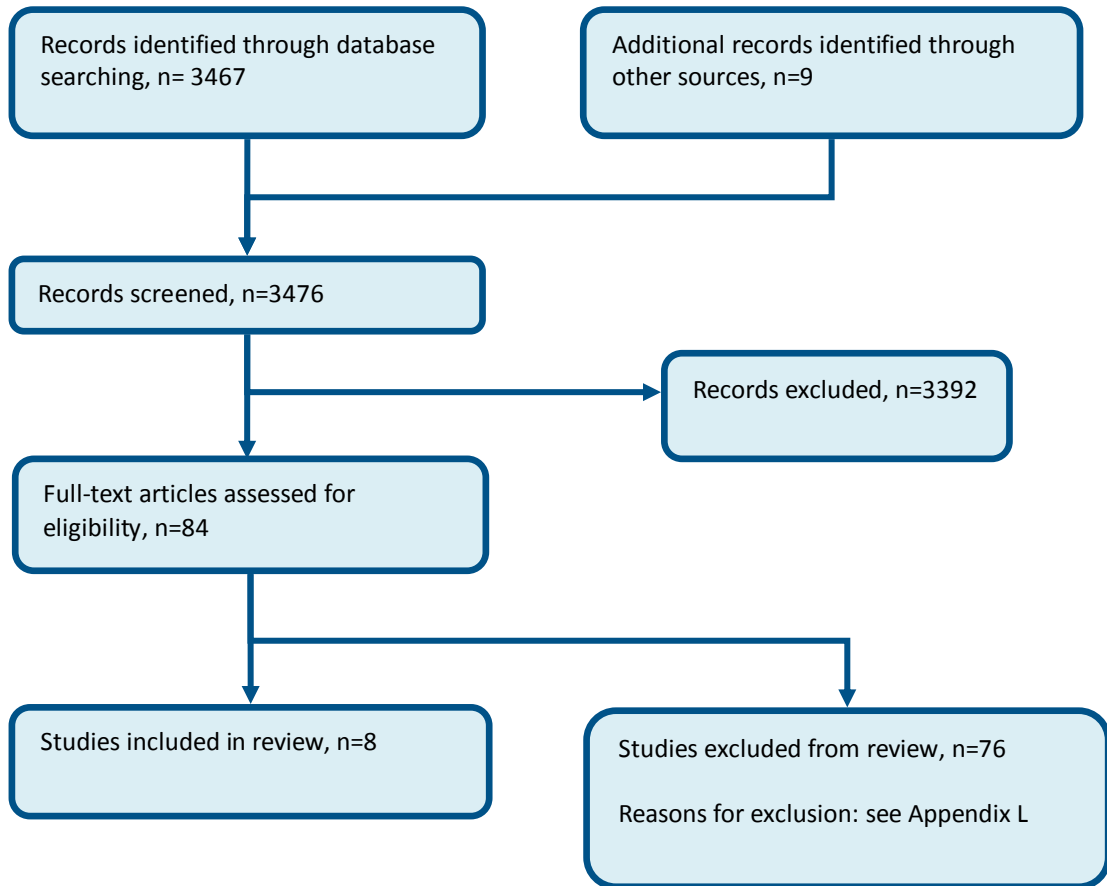 Records identified through database
searching, n= 3467
Additional records identified through
other sources, n=9
Records screened, n=3476
Records excluded, n=3392
Full-text articles assessed for
eligibility, n=84
Studies included in review, n=8
Studies excluded from review, n=76
Reasons for exclusion: see Appendix L